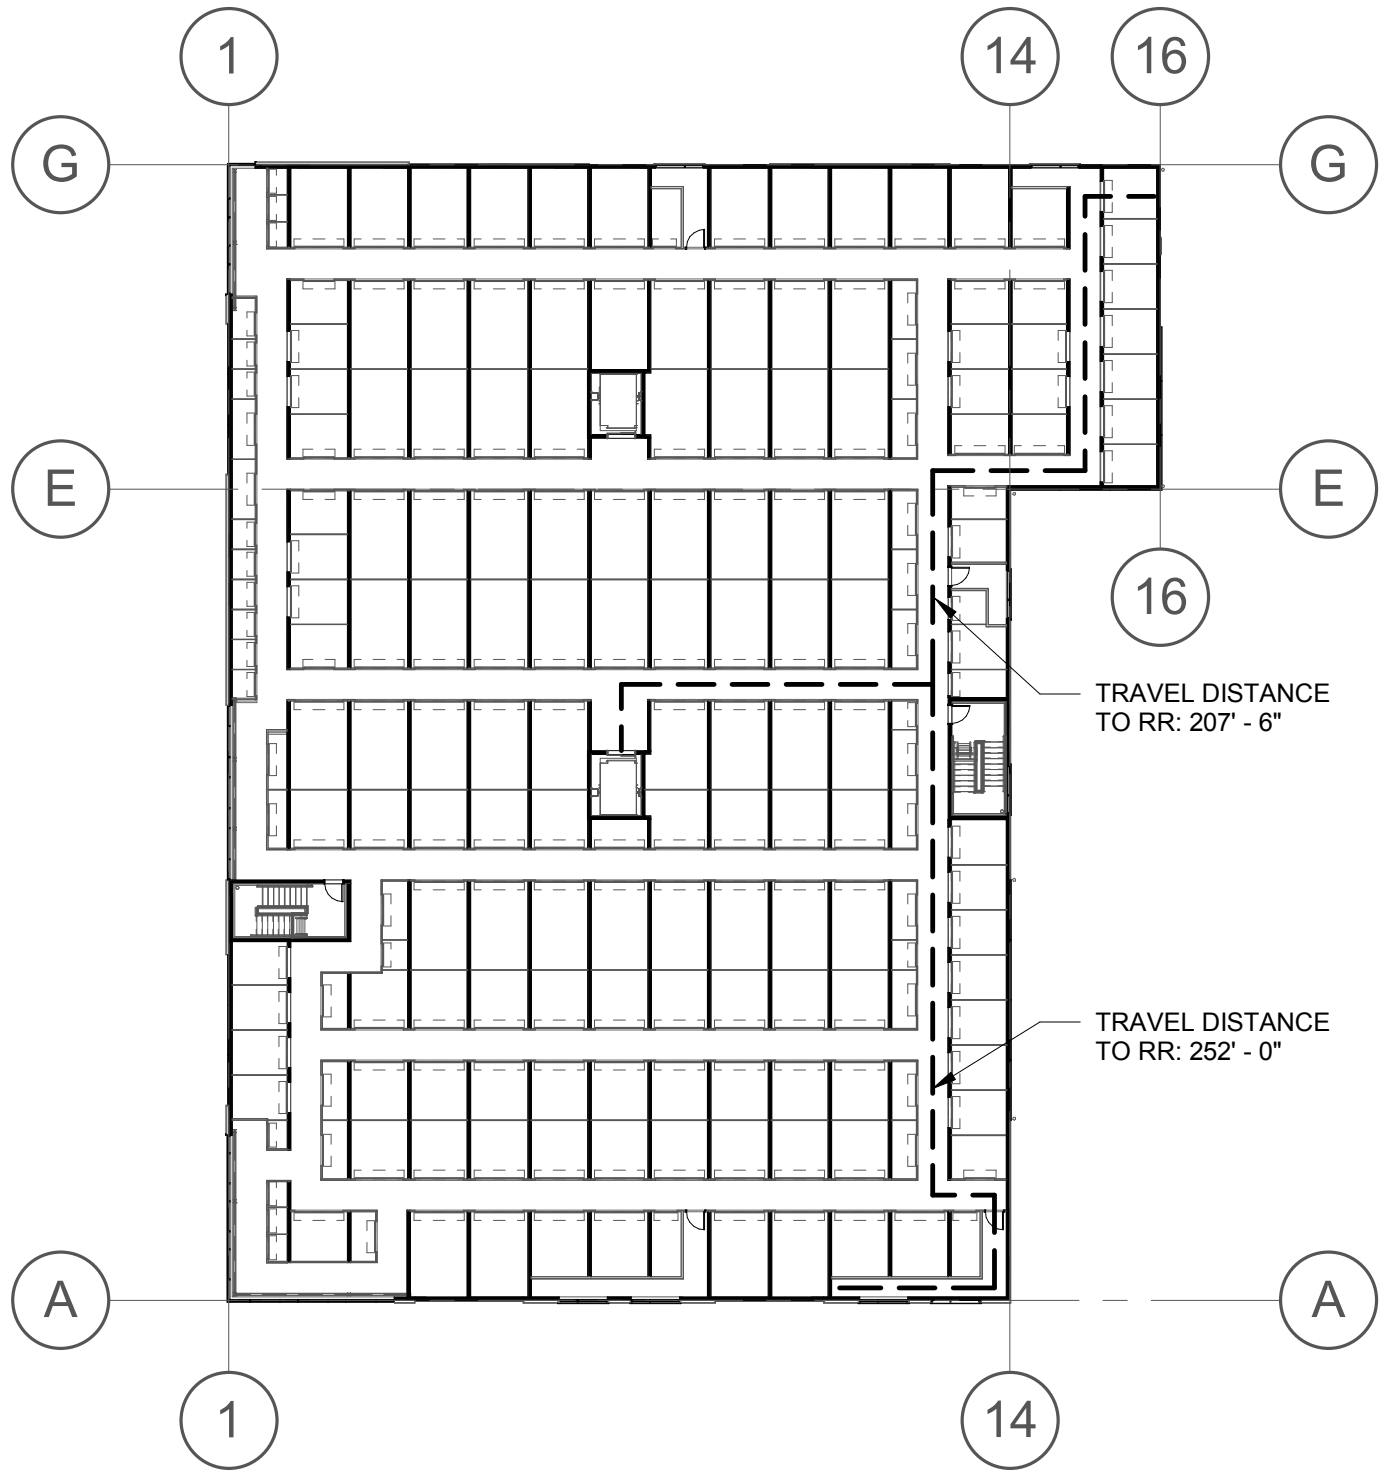 1
14
16
G
G
E
E
16
TRAVEL DISTANCE
TO RR: 207' - 6"
TRAVEL DISTANCE
TO RR: 252' - 0"
A
A
1
14